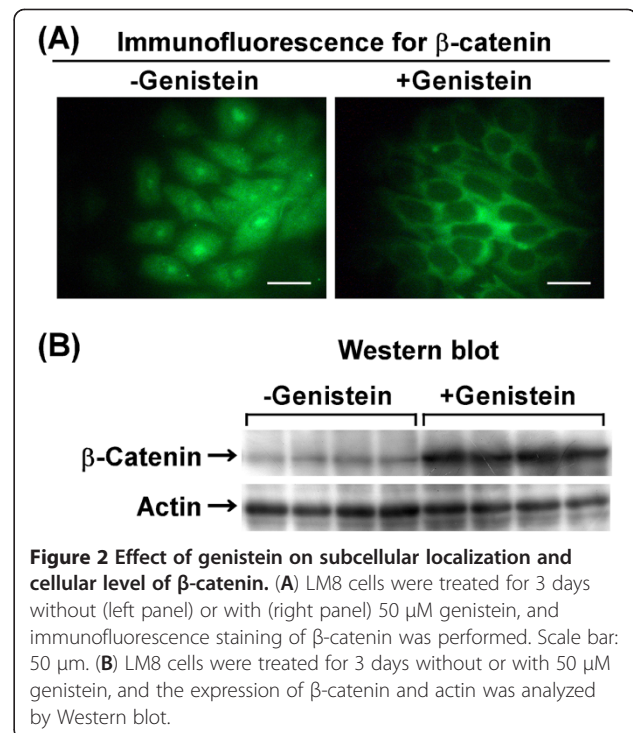 (A) Immunofluorescence for β-catenin
-Genistein +Genistein
(B) Western blot
-Genistein +Genistein
β-Catenin→
Actin→
Figure 2 Effect of genistein on subcellular localization and
cellular level of β-catenin. (A) LM8 cells were treated for 3 days
without (left panel) or with (right panel) 50 μM genistein, and
immunofluorescence staining of β-catenin was performed. Scale bar:
50 μm. (B) LM8 cells were treated for 3 days without or with 50 μM
genistein, and the expression of β-catenin and actin was analyzed
by Western blot.